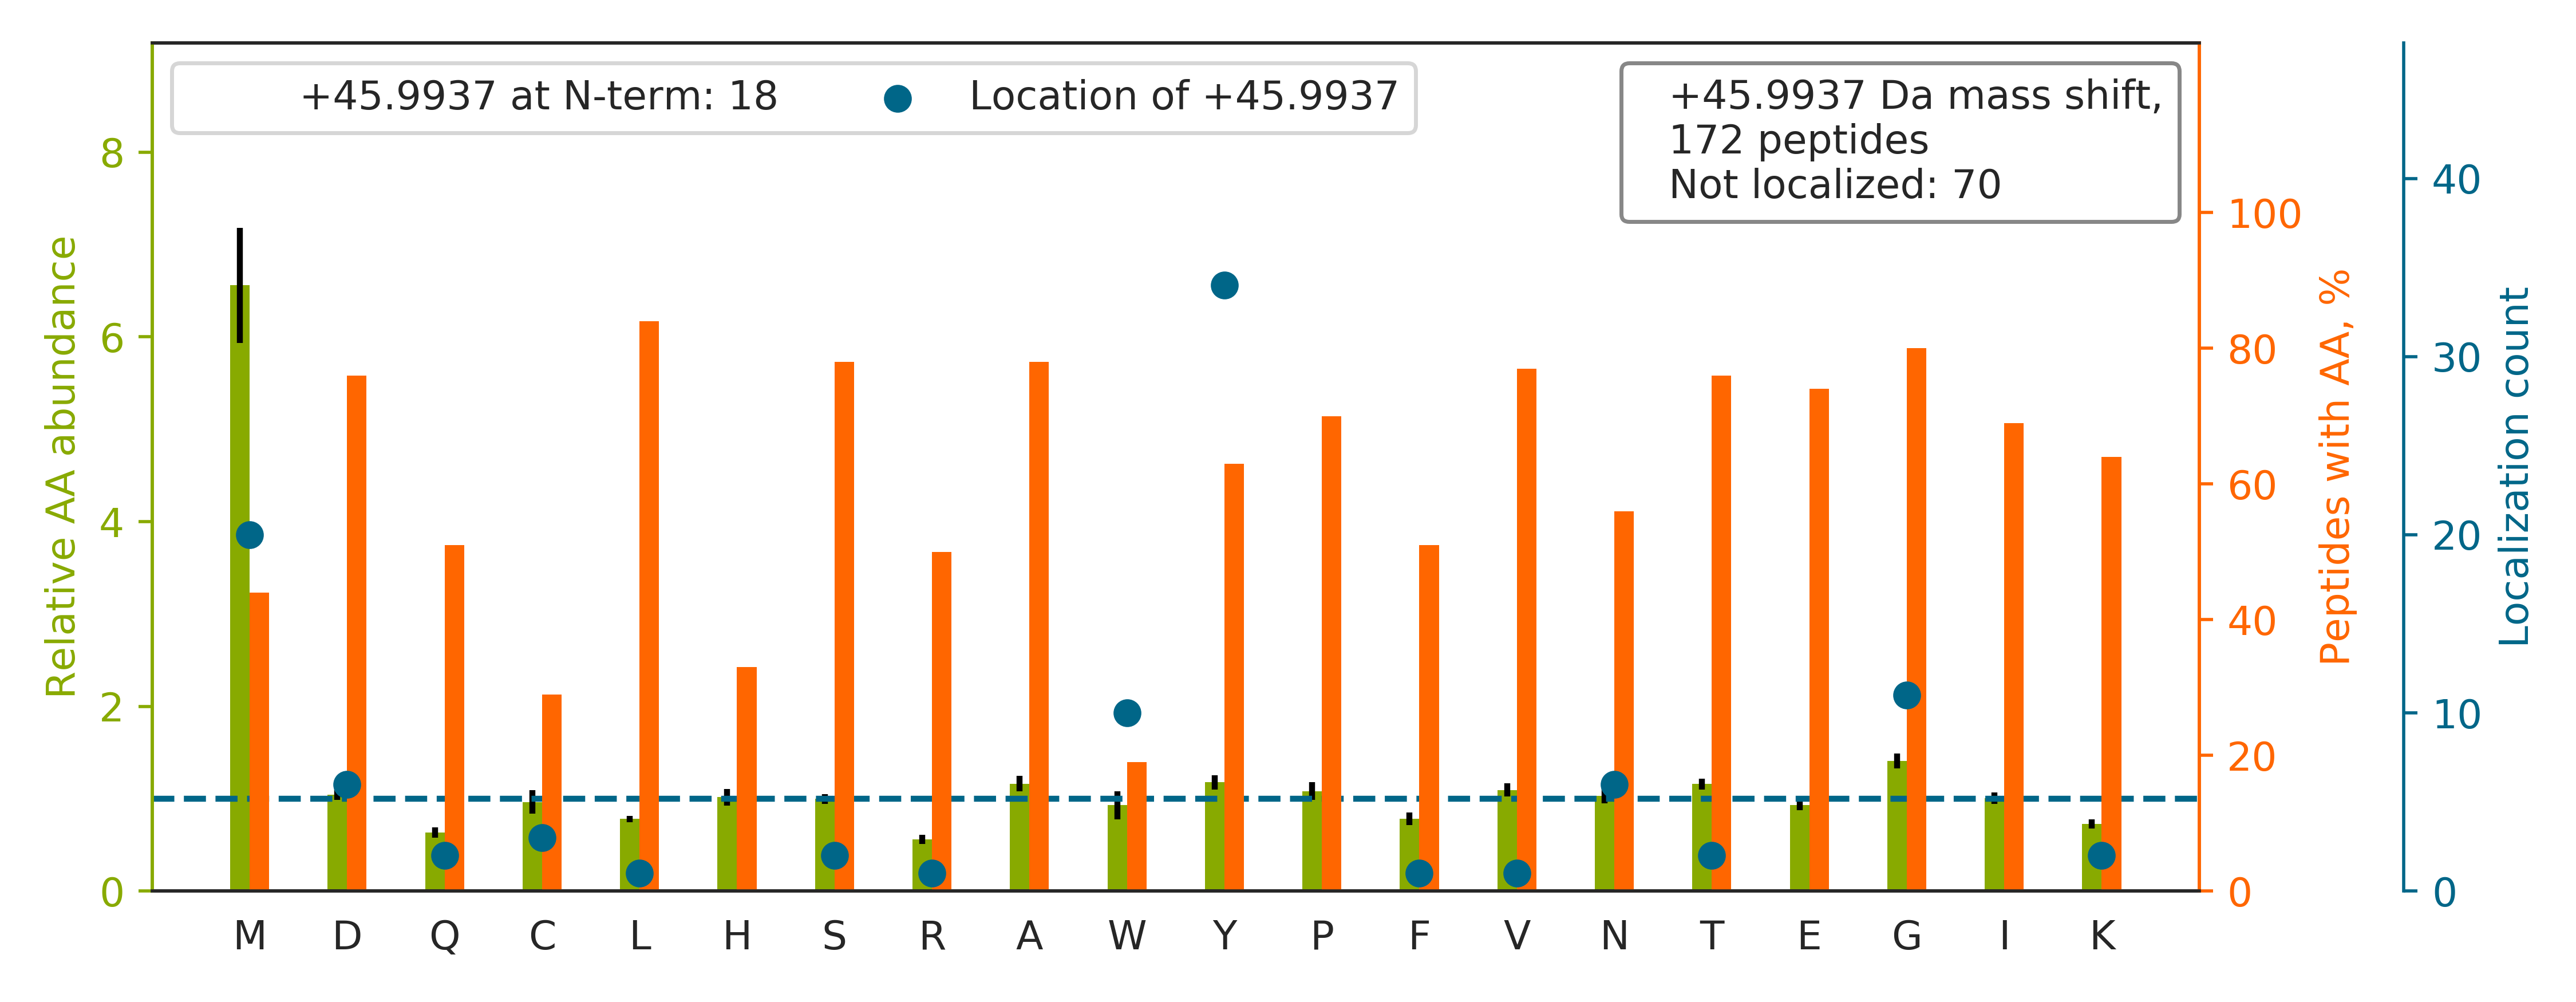 +45.9937 at N-term: 18
Location of +45.9937
+45.9937 Da mass shift,
172 peptides
Not localized: 70
Relative AA abundance
8
6
4
2
0
Peptides with AA, %
100
80
60
40
20
0
Localization count
40
30
20
10
0
M D Q C L H S R A W Y P F V N T E G I K